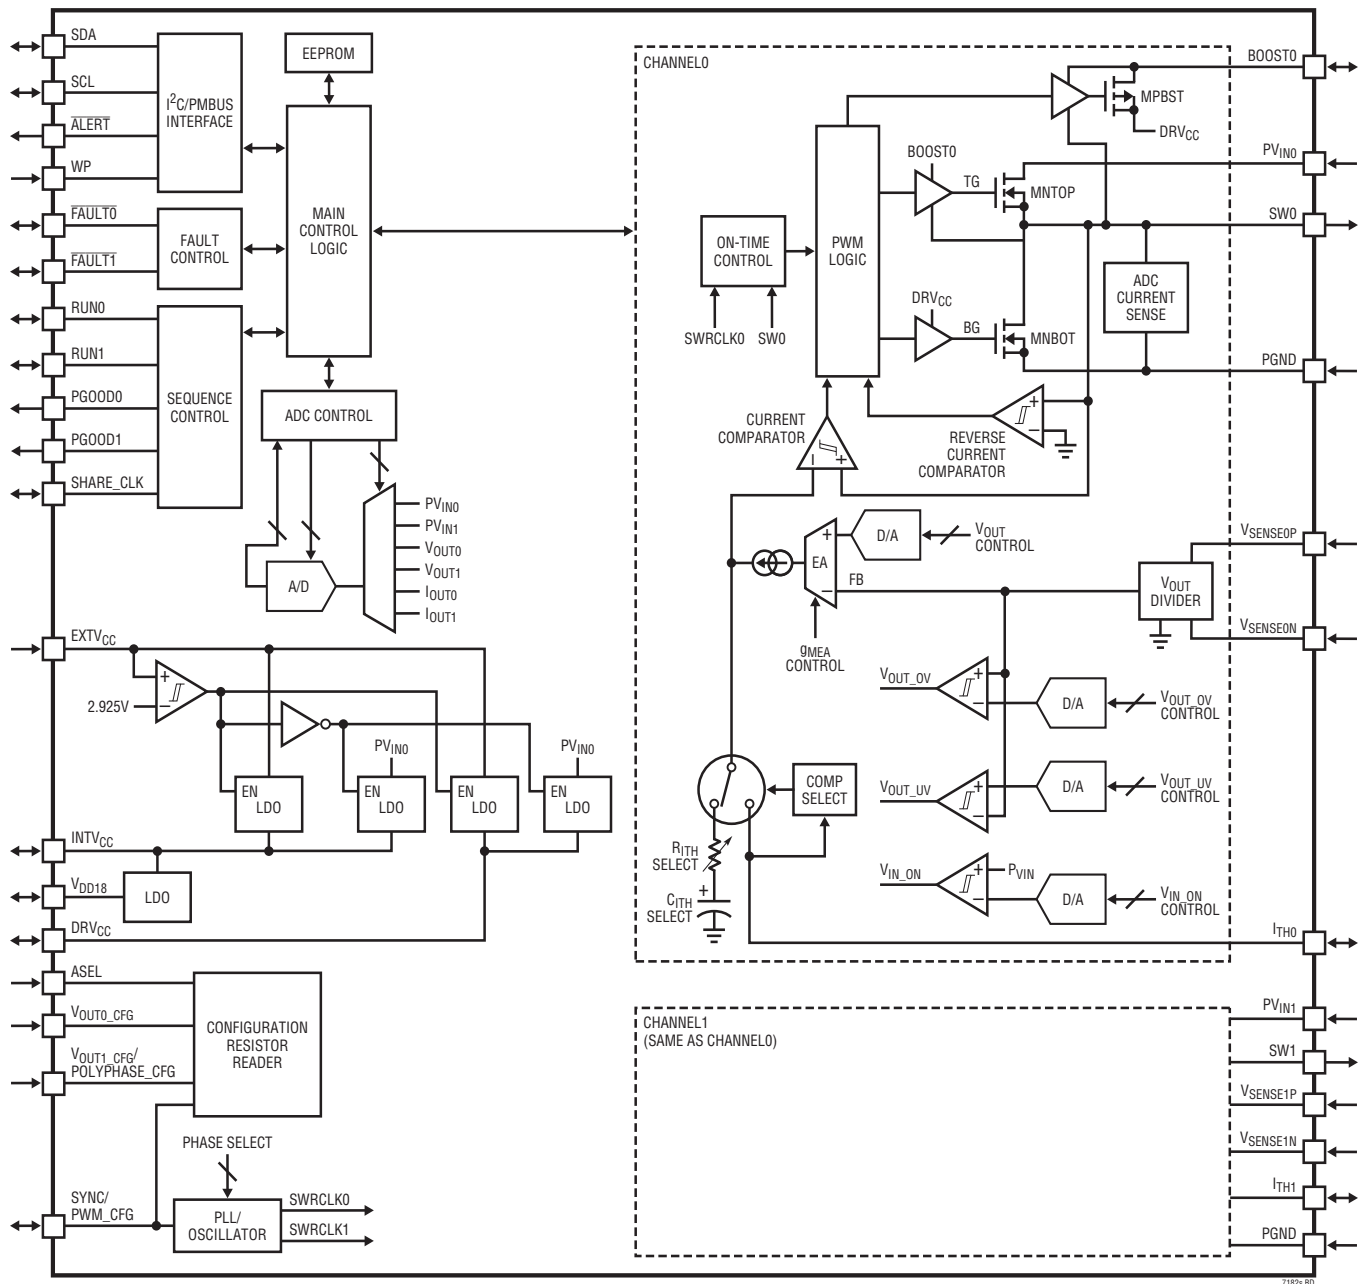 SDA
SCL
ALERT
WP
FAULT0
FAULT1
RUN0
RUN1
PGOOD0
PGOOD1
SHARE_CLK
I2C/PMBUS
INTERFACE
FAULT
CONTROL
SEQUENCE
CONTROL
EEPROM
MAIN
CONTROL
LOGIC
ADC CONTROL
A/D
PVIN0
PVIN1
VOUT0
VOUT1
IOUT0
IOUT1
EXTVCC
2.925V
+
–
EN
LDO
PVIN0
EN
LDO
EN
LDO
PVIN0
EN
LDO
INTVCC
VDD18
LDO
DRVCC
ASEL
VOUT0_CFG
VOUT1_CFG/
POLYPHASE_CFG
CONFIGURATION
RESISTOR
READER
PHASE SELECT
SYNC/
PWM_CFG
PLL/
OSCILLATOR
SWRCLK0
SWRCLK1
CHANNEL0
BOOST0
MPBST
DRVCC
PVIN0
BOOST0
TG
MNTOP
SW0
ON-TIME
CONTROL
SWRCLK0
SW0
PWM
LOGIC
DRVCC
BG
MNBOT
ADC
CURRENT
SENSE
PGND
CURRENT
COMPARATOR
–
+
REVERSE
CURRENT
COMPARATOR
+
–
D/A
VOUT
CONTROL
+
EA
–
FB
gMEA
CONTROL
VSENSE0P
VOUT
DIVIDER
VSENSE0N
VOUT_OV
+
–
D/A
VOUT_OV
CONTROL
VOUT_UV
+
–
D/A
VOUT_UV
CONTROL
VIN_ON
+
–
PVIN
D/A
VIN_ON
CONTROL
COMP
SELECT
RITH
SELECT
+
CITH
SELECT
ITH0
CHANNEL1
(SAME AS CHANNEL0)
PVIN1
SW1
VSENSE1P
VSENSE1N
ITH1
PGND
7182s BD